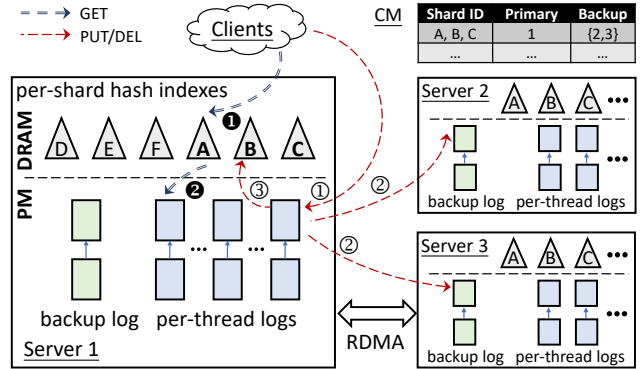 GET
PUT/DEL
Clients
CM
Shard ID Primary Backup
A, B, C 1 {2,3}
... ... ...
per-shard hash indexes
DRAM
D E F A B C
❶
PM
❷ ③ ①
... ...
backup log per-thread logs
Server 1
RDMA
②
②
Server 2
A B C ...
...
backup log per-thread logs
Server 3
A B C ...
...
backup log per-thread logs